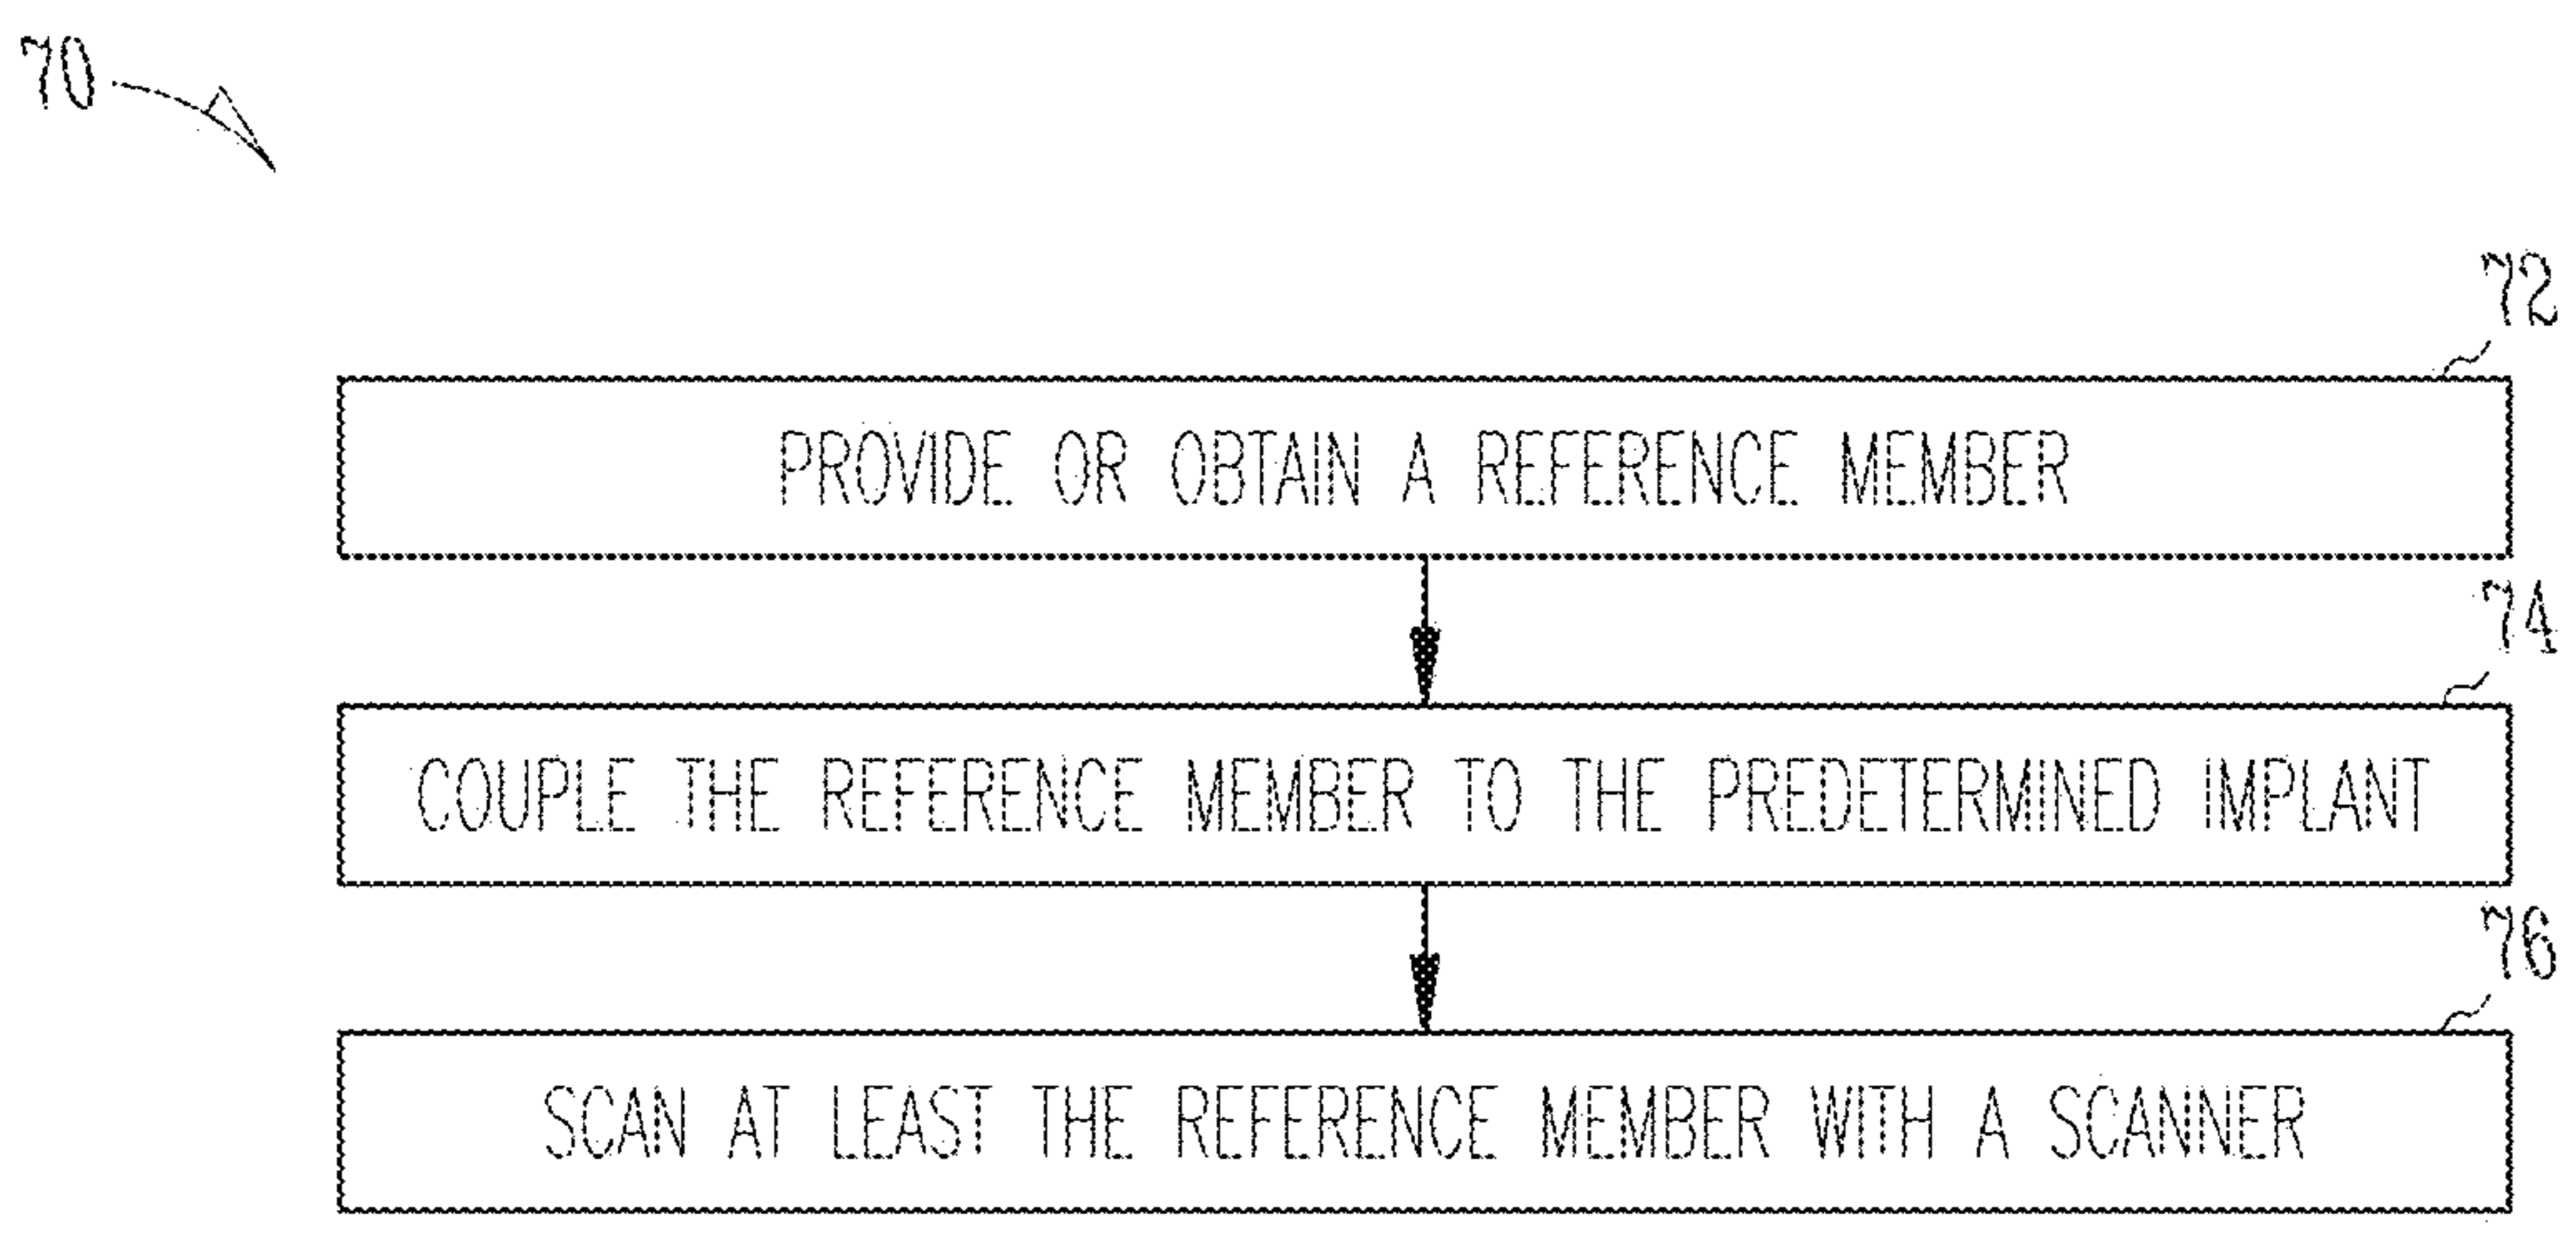 70
72
PROVIDE OR OBTAIN A REFERENCE MEMBER
74
COUPLE THE REFERENCE MEMBER TO THE PREDETERMINED IMPLANT
76
SCAN AT LEAST THE REFERENCE MEMBER WITH A SCANNER